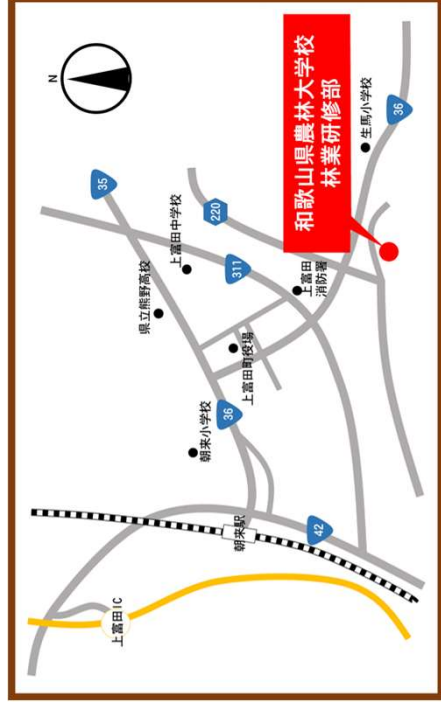 N
35
上富田中学校
220
和歌山県農林大学校
林業研修部
36
生馬小学校
県立熊野高校
311
上富田
消防署
上富田町役場
36
朝来小学校
朝来駅
42
上富田IC